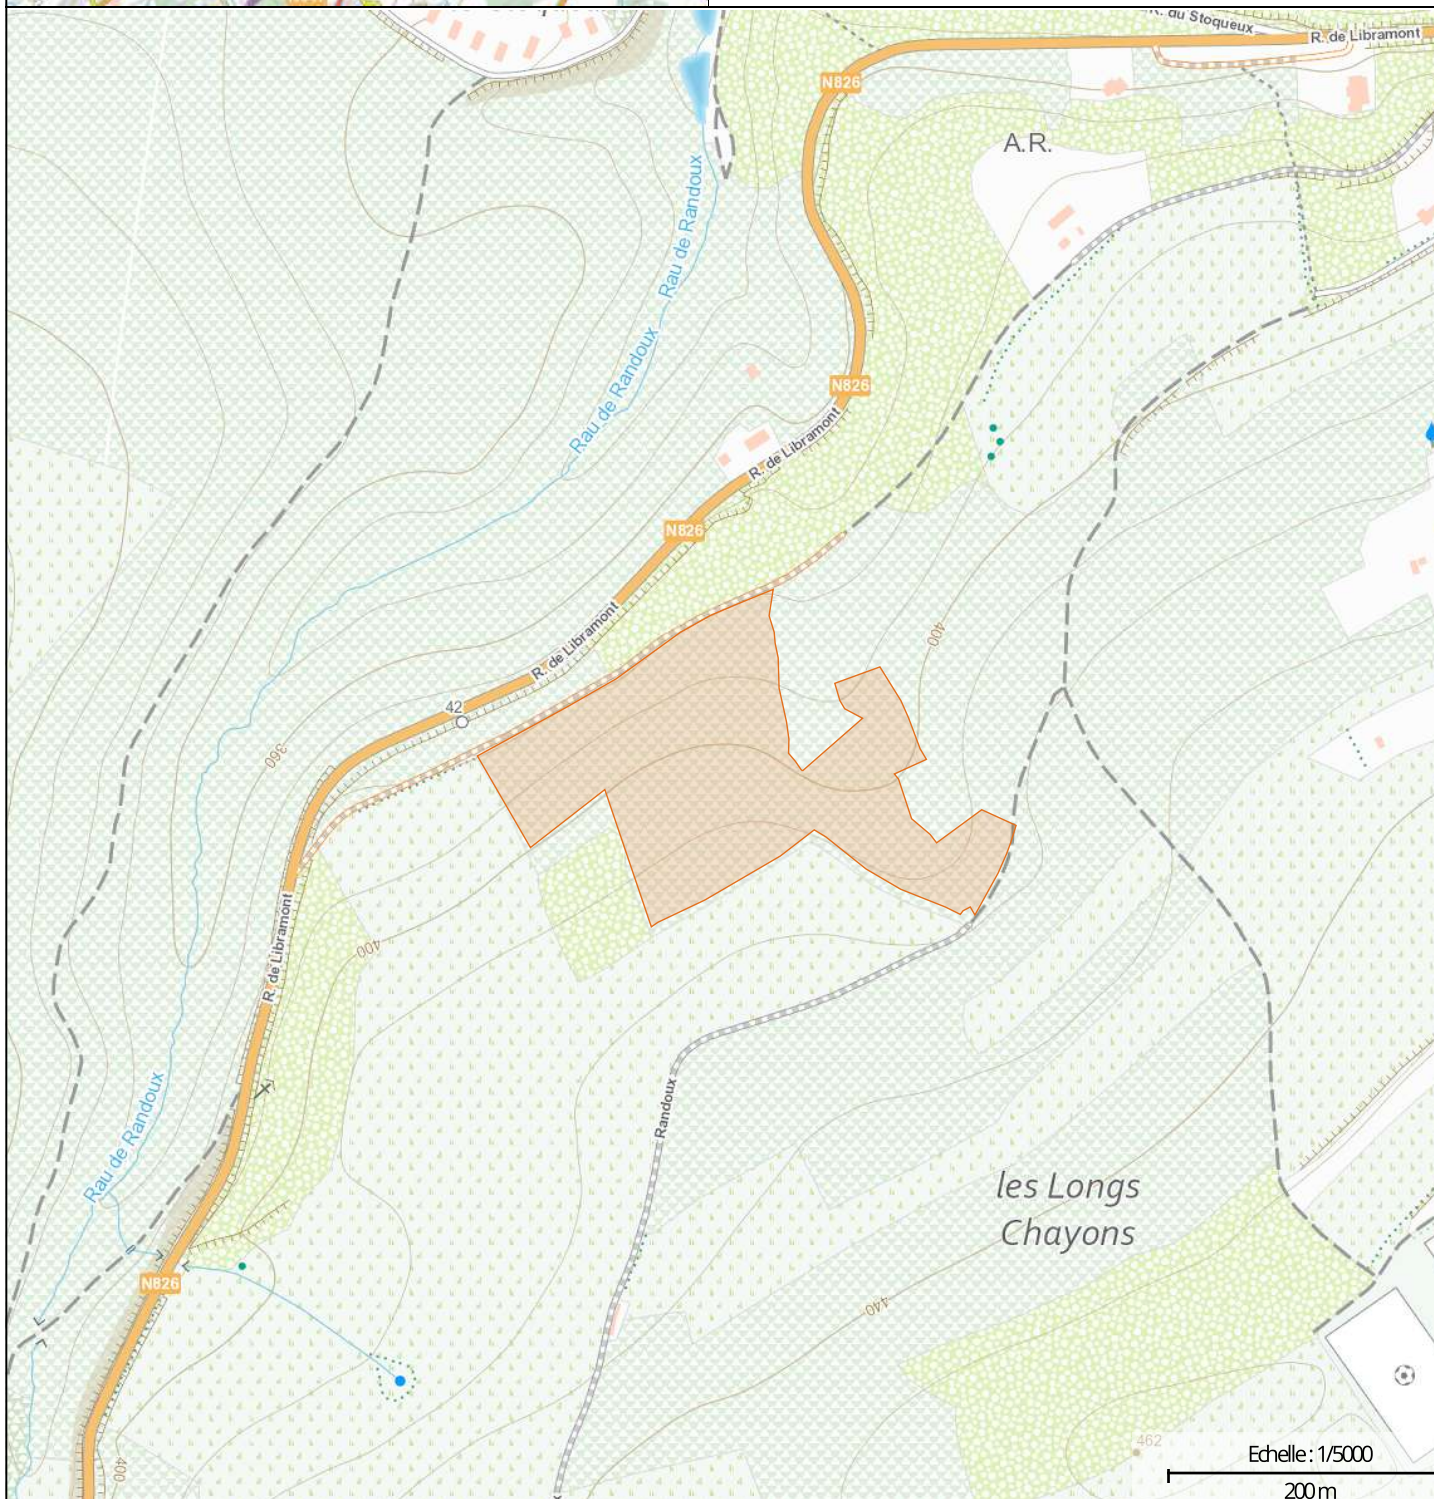 R. du Stoqueux
R. de Libramont
N826
A.R.
Rau de Randoux
Rau de Randoux
N826
R. de Libramont
N826
400
R. de Libramont
42
360
400
R. de Libramont
Randoux
Rau de Randoux
les Longs
Chayons
N826
440
462
400
Echelle : 1/5000
200 m